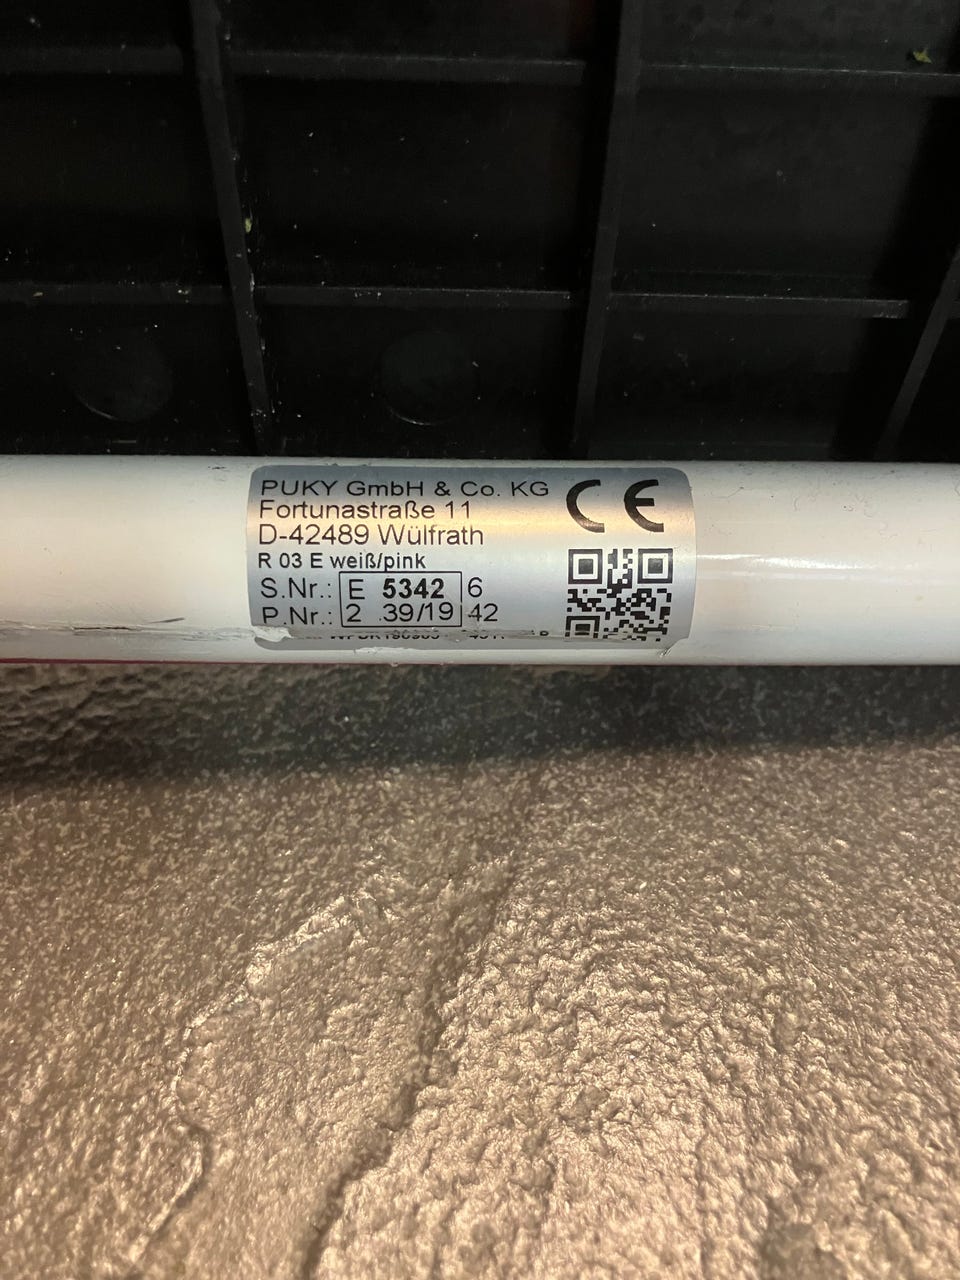 PUKY GmbH & Co. KG
Fortunastraße 11
D-42489 Wülfrath
R 03 E weiß/pink
S.Nr.: E 5342 6
P.Nr.: 2 .39/19 42
CE